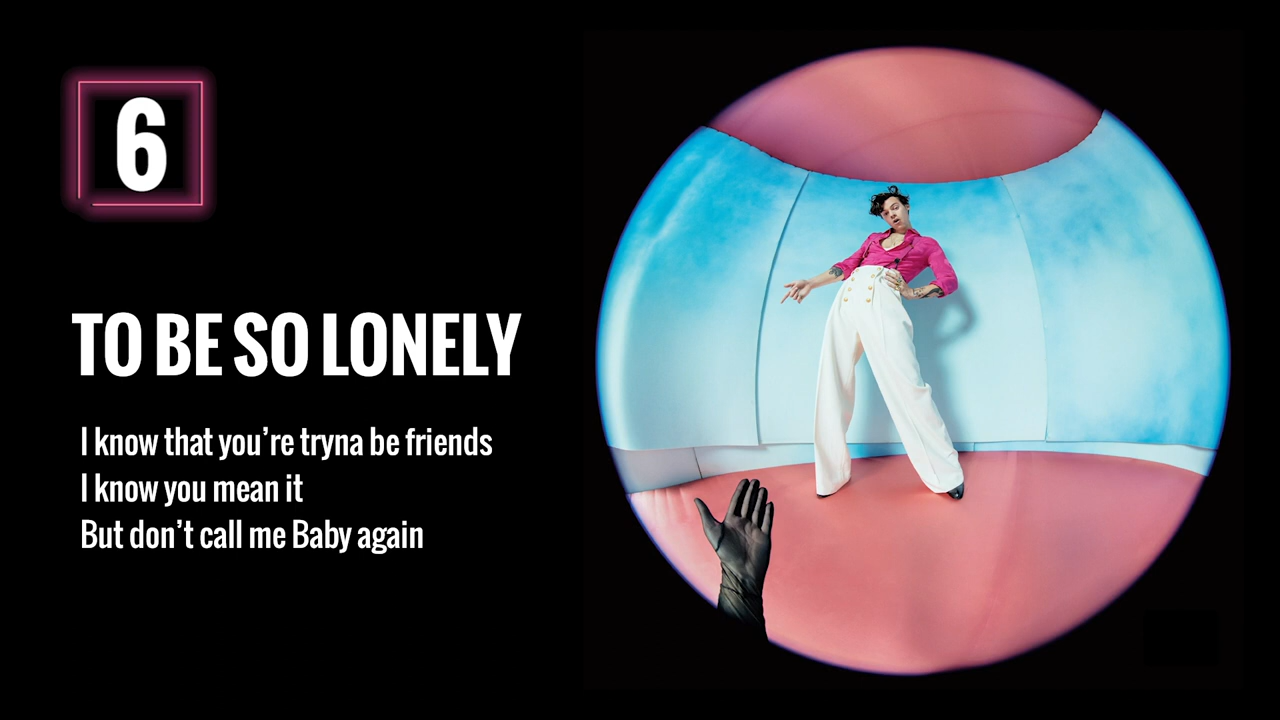 6
TO BE SO LONELY
I know that you’re tryna be friends
I know you mean it
But don’t call me Baby again